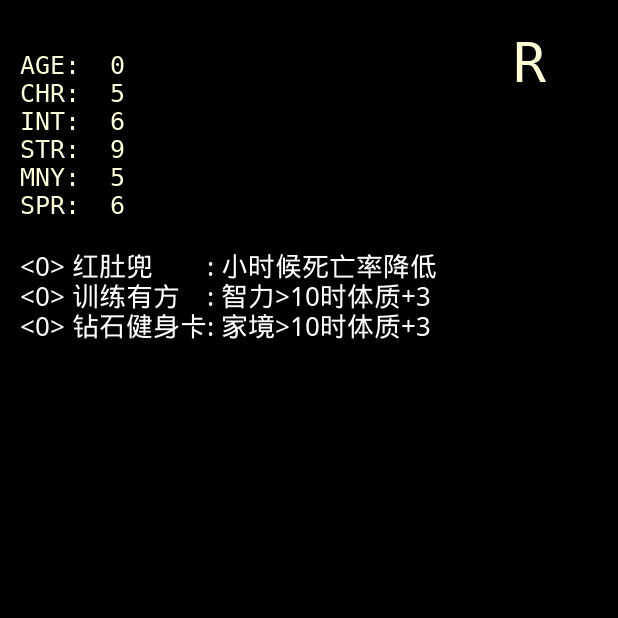 R
AGE: 0
CHR: 5
INT: 6
STR: 9
MNY: 5
SPR: 6
<0> 红肚兜 : 小时候死亡率降低
<0> 训练有方 : 智力>10时体质+3
<0> 钻石健身卡: 家境>10时体质+3